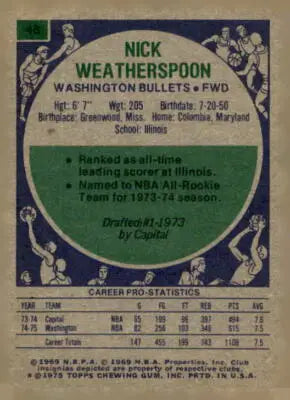 48
NICK
WEATHERSPOON
WASHINGTON BULLETS • FWD
Hgt: 6' 7" Wgt: 205 Birthdate: 7-20-50
Birthplace: Greenwood, Miss. Home: Columbia, Maryland
School: Illinois
• Ranked as all-time
leading scorer at Illinois.
• Named to NBA All-Rookie
Team for 1973-74 season.
Drafted: #1-1973
by Capital
CAREER PRO-STATISTICS
YEAR TEAM G FG FT REB PTS AVG
73-74 Capital NBA 65 199 96 397 494 7.6
74-75 Washington NBA 82 256 103 346 615 7.5
Career Totals 147 455 199 743 1109 7.5
© 1969 N.B.P.A. © 1969 N.B.A. Properties, Inc. Club
insignias depicted are property of respective clubs.
© 1975 TOPPS CHEWING GUM, INC. PRTD. IN U.S.A.